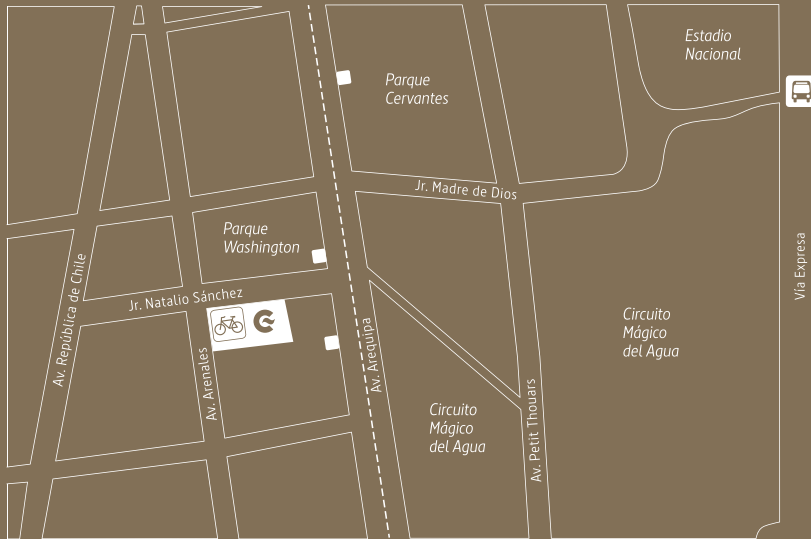 Estadio
Nacional
Parque
Cervantes
Jr. Madre de Dios
Parque
Washington
Vía Expresa
Av. República de Chile
Jr. Natalio Sánchez
Circuito
Mágico
del Agua
Av. Arenales
Av. Arequipa
Av. Petit Thouars
Circuito
Mágico
del Agua